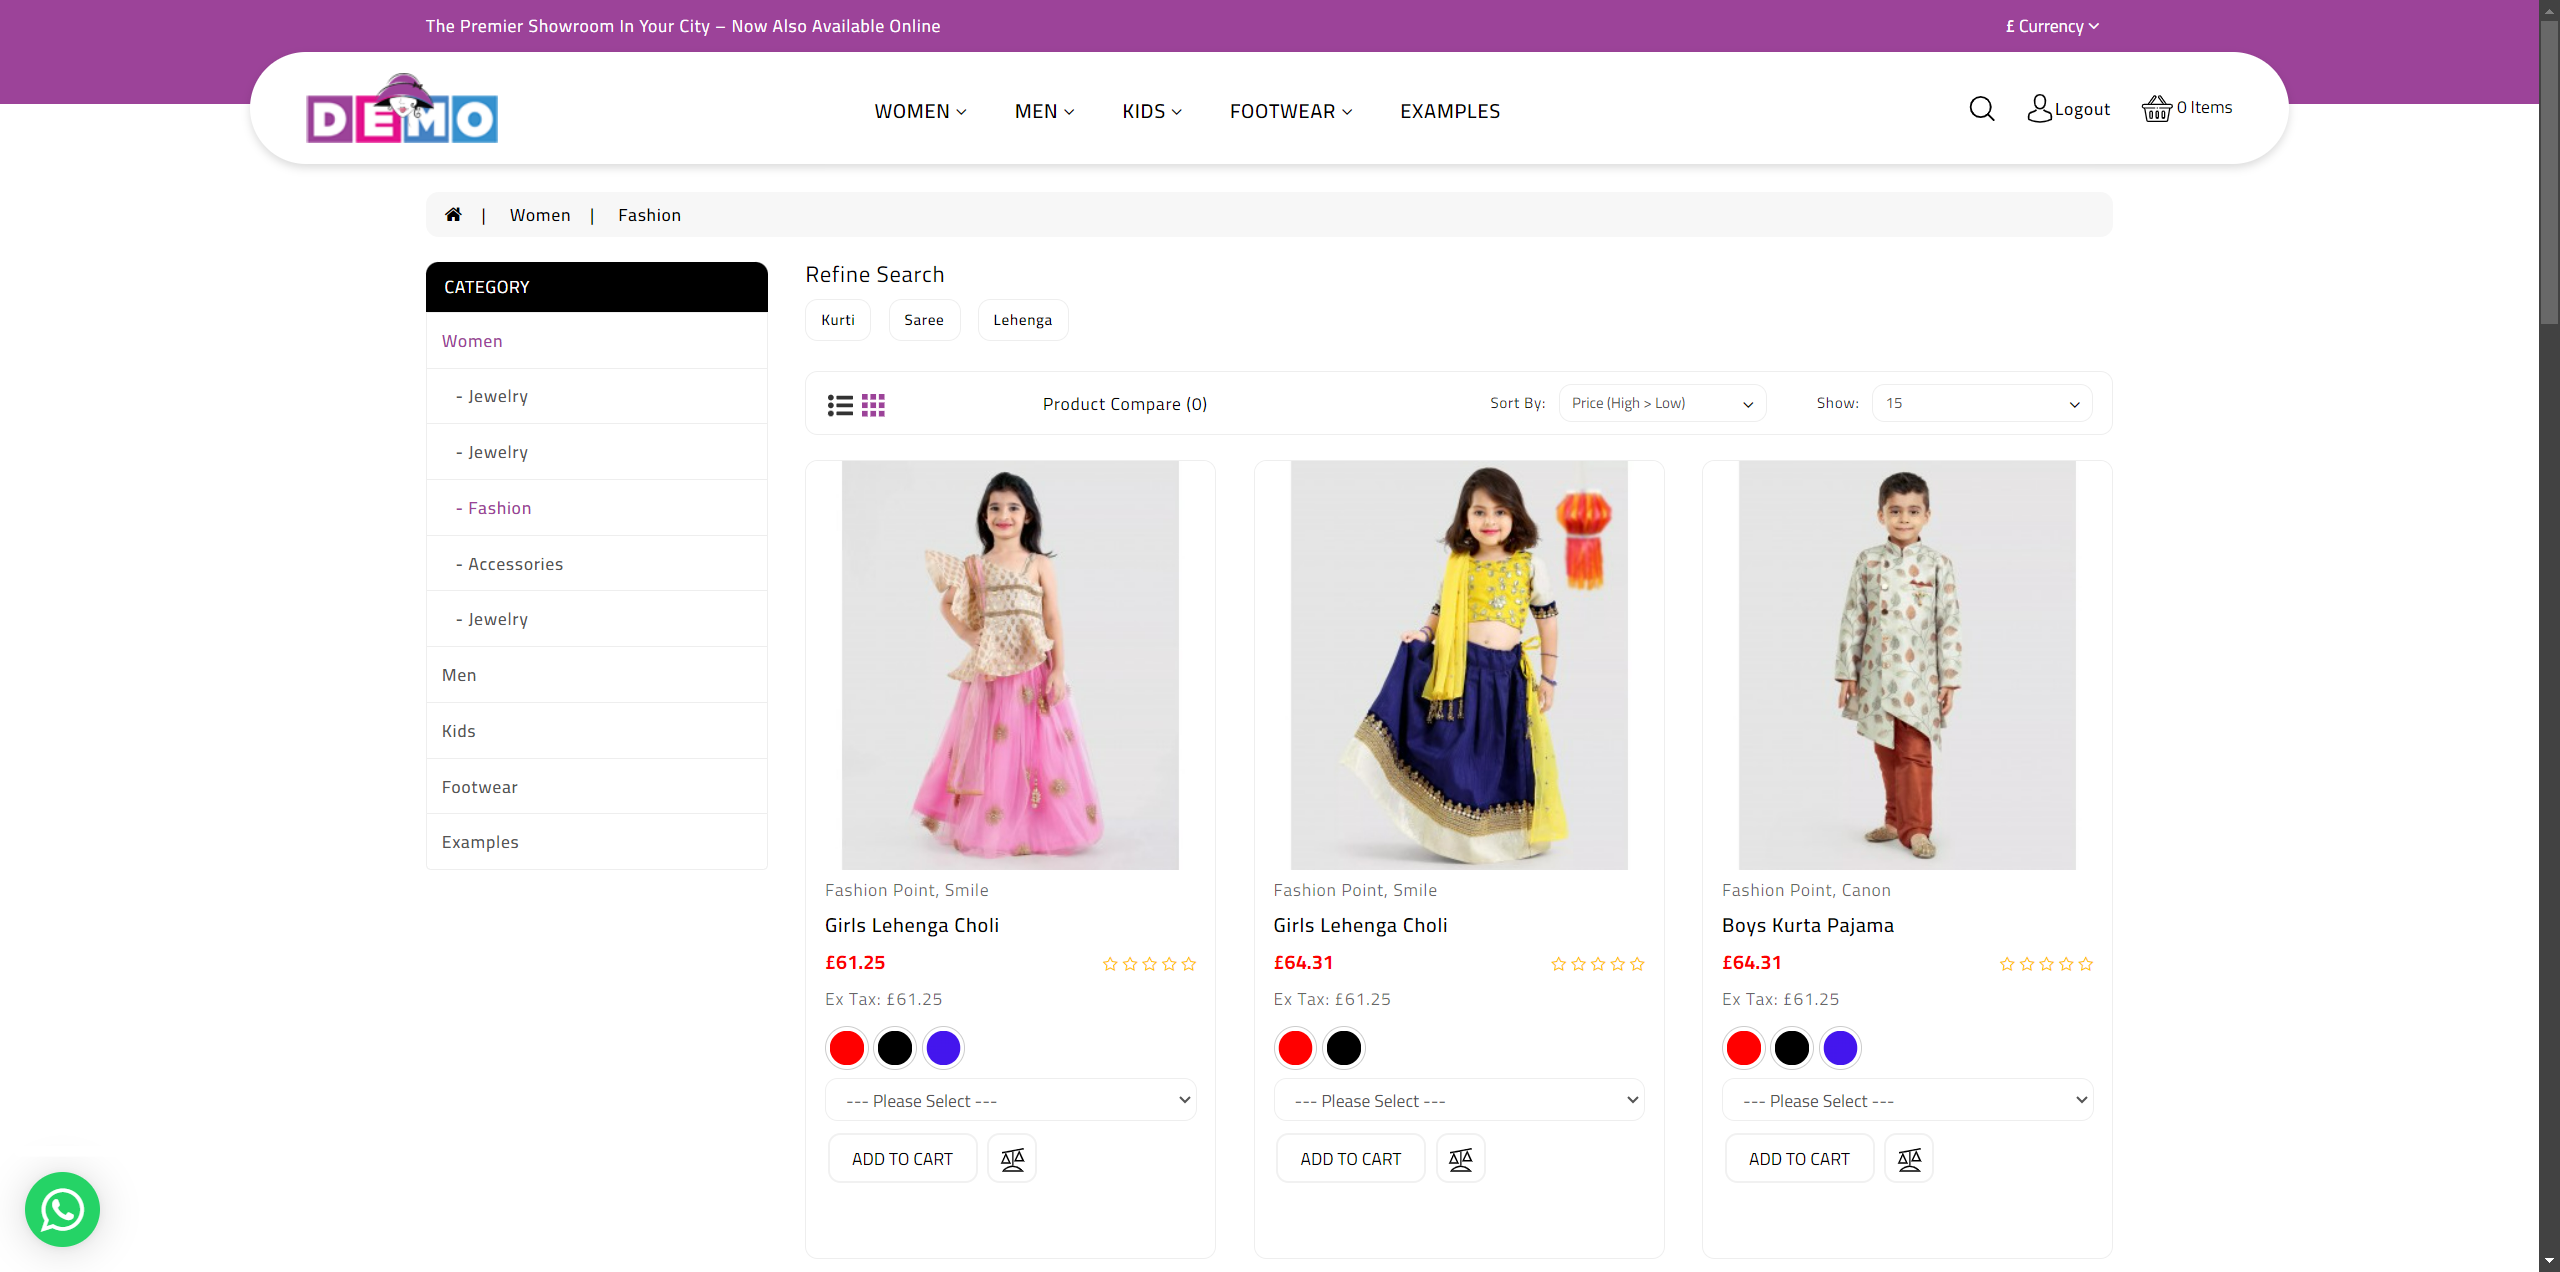 The Premier Showroom In Your City – Now Also Available Online
£ Currency
DEMO
WOMEN
MEN
KIDS
FOOTWEAR
EXAMPLES
Logout
0 Items
| Women | Fashion
CATEGORY
Women
- Jewelry
- Jewelry
- Fashion
- Accessories
- Jewelry
Men
Kids
Footwear
Examples
Refine Search
Kurti
Saree
Lehenga
Product Compare (0)
Sort By:
Price (High > Low)
Show:
15
Fashion Point, Smile
Girls Lehenga Choli
£61.25
Ex Tax: £61.25
--- Please Select ---
ADD TO CART
Fashion Point, Smile
Girls Lehenga Choli
£64.31
Ex Tax: £61.25
--- Please Select ---
ADD TO CART
Fashion Point, Canon
Boys Kurta Pajama
£64.31
Ex Tax: £61.25
--- Please Select ---
ADD TO CART